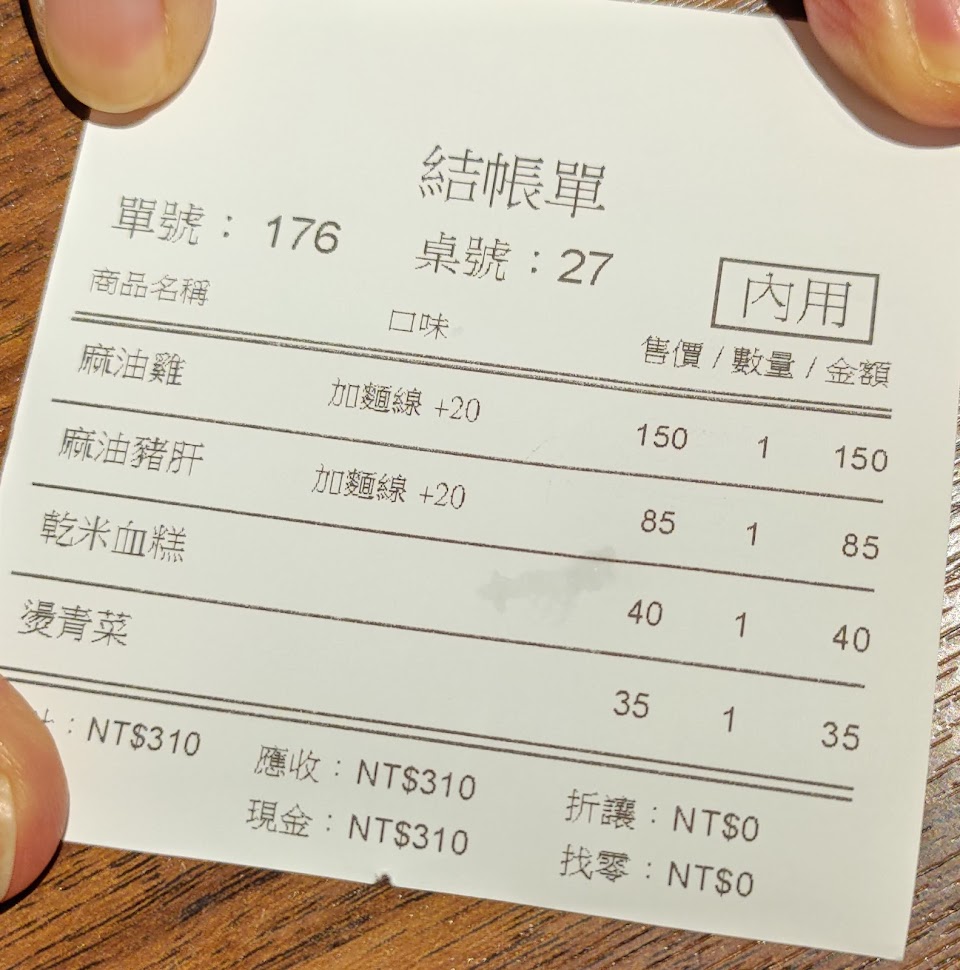 結帳單
單號： 176 桌號：27 內用
商品名稱 口味 售價 / 數量 / 金額
麻油雞 加麵線 +20 150 1 150
麻油豬肝 加麵線 +20 85 1 85
乾米血糕 40 1 40
燙青菜 35 1 35
：NT$310 應收：NT$310 折讓：NT$0
現金：NT$310 找零：NT$0